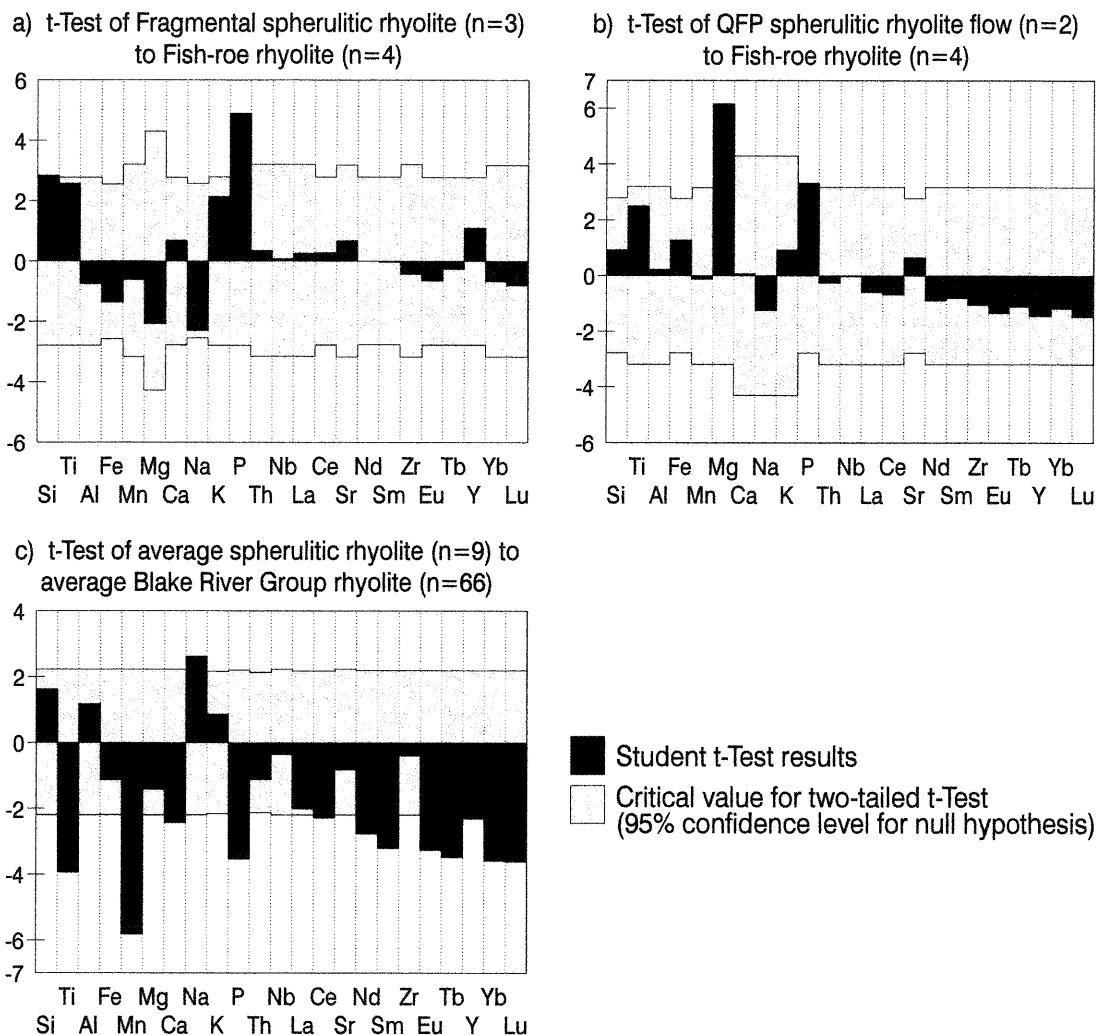 a) t-Test of Fragmental spherulitic rhyolite (n=3)
to Fish-roe rhyolite (n=4)
6
4
2
0
-2
-4
-6
Ti Fe Mg Na P Nb Ce Nd Zr Tb Yb
Si Al Mn Ca K Th La Sr Sm Eu Y Lu
b) t-Test of QFP spherulitic rhyolite flow (n=2)
to Fish-roe rhyolite (n=4)
7
6
4
2
0
-2
-4
-6
Ti Fe Mg Na P Nb Ce Nd Zr Tb Yb
Si Al Mn Ca K Th La Sr Sm Eu Y Lu
c) t-Test of average spherulitic rhyolite (n=9) to
average Blake River Group rhyolite (n=66)
4
2
0
-2
-4
-6
-7
Ti Fe Mg Na P Nb Ce Nd Zr Tb Yb
Si Al Mn Ca K Th La Sr Sm Eu Y Lu
Student t-Test results
Critical value for two-tailed t-Test
(95% confidence level for null hypothesis)